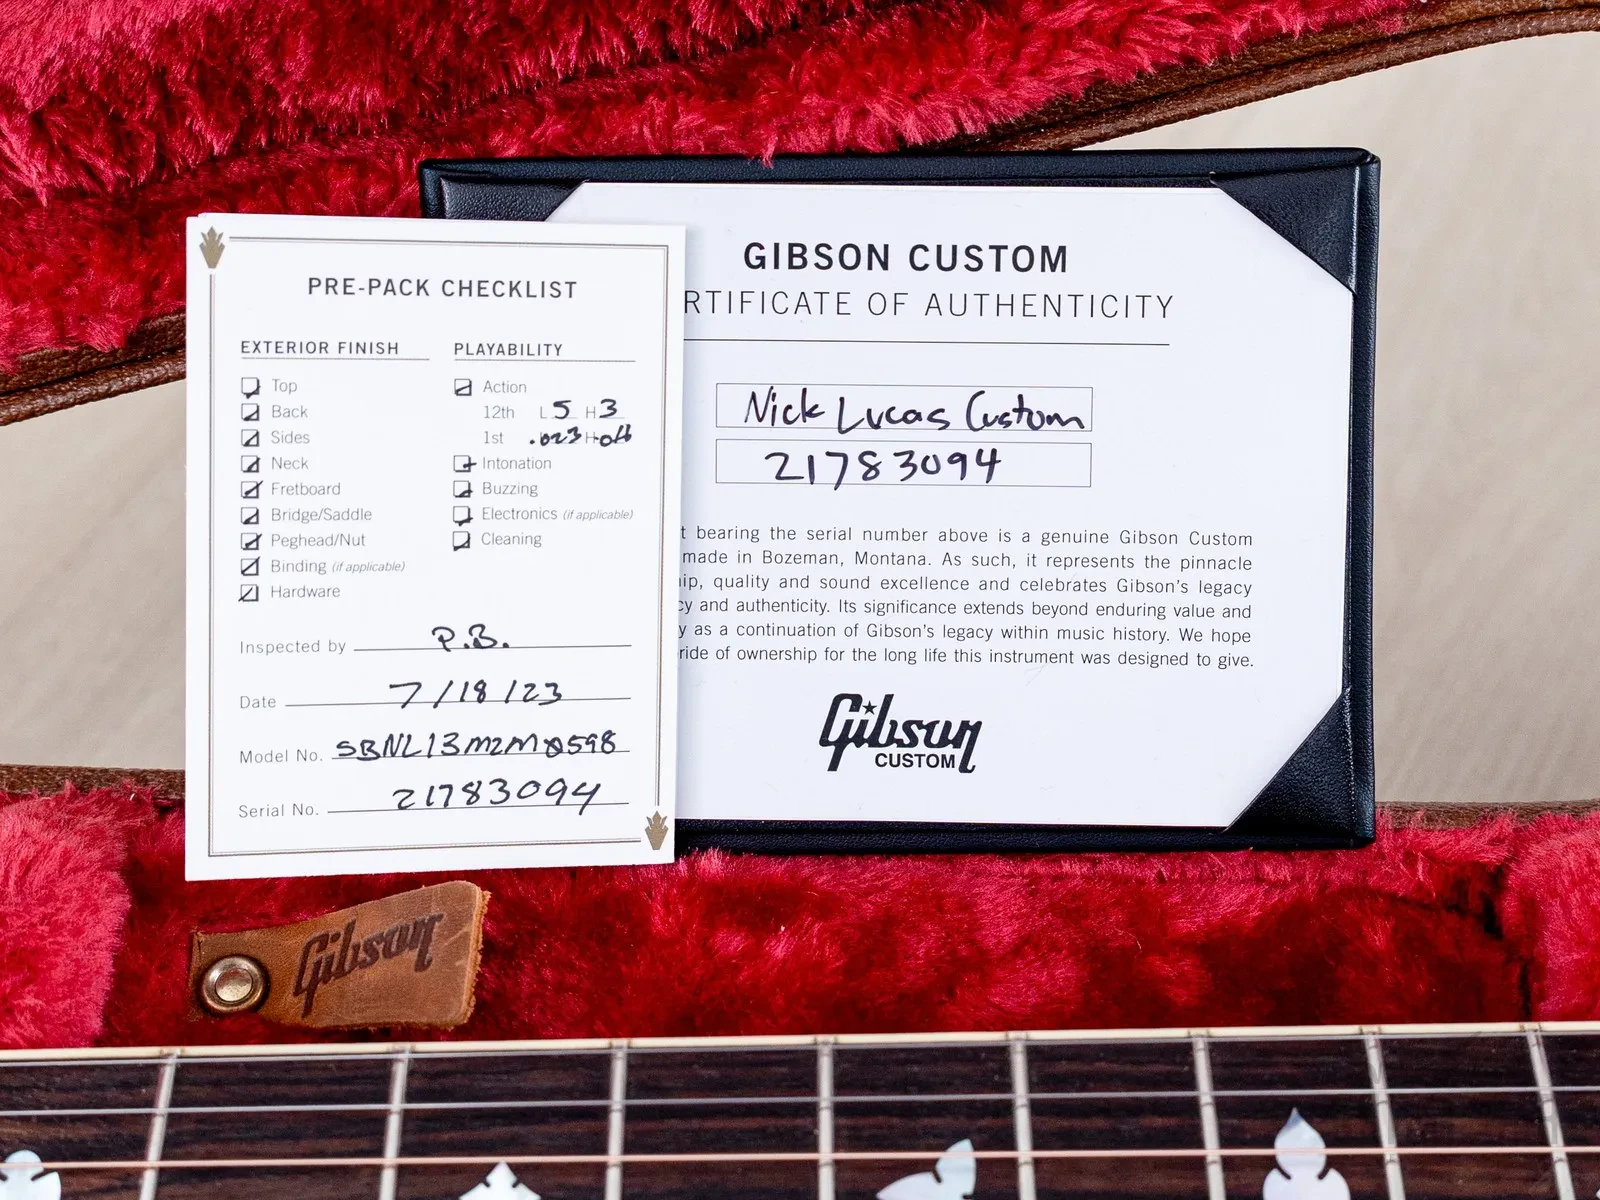 PRE-PACK CHECKLIST
EXTERIOR FINISH
Top
Back
Sides
Neck
Fretboard
Bridge/Saddle
Peghead/Nut
Binding (if applicable)
Hardware
PLAYABILITY
Action
12th L 5 H 3
1st .023 H
Intonation
Buzzing
Electronics (if applicable)
Cleaning
Inspected by P.B.
Date 7/18/23
Model No. SBNL13MZM0598
Serial No. 21783094
GIBSON CUSTOM
RTIFICATE OF AUTHENTICITY
Nick Lucas Custom
21783094
t bearing the serial number above is a genuine Gibson Custom
made in Bozeman, Montana. As such, it represents the pinnacle
ip, quality and sound excellence and celebrates Gibson's legacy
cy and authenticity. Its significance extends beyond enduring value and
y as a continuation of Gibson's legacy within music history. We hope
ride of ownership for the long life this instrument was designed to give.
Gibson
CUSTOM
Gibson